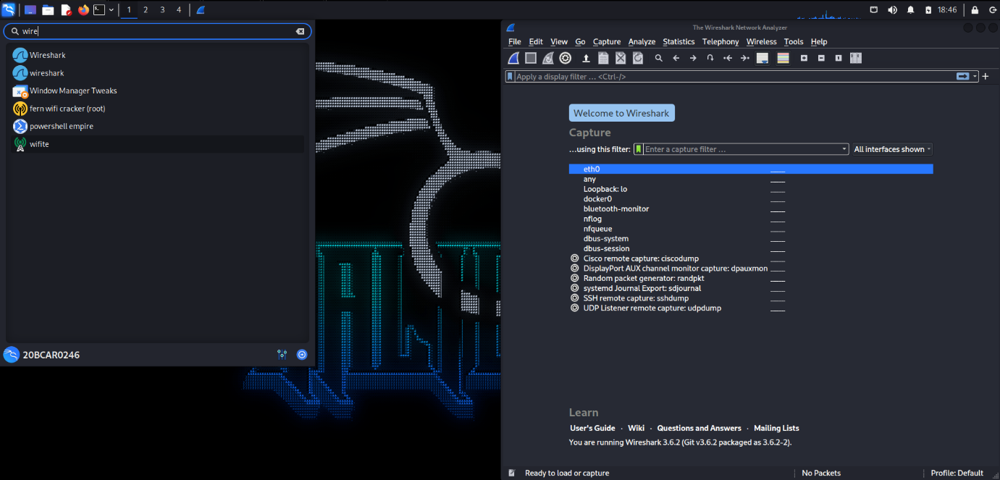 1 2 3 4
18:46
wire
Wireshark
wireshark
Window Manager Tweaks
fern wifi cracker (root)
powershell empire
wifite
20BCAR0246
The Wireshark Network Analyzer
File Edit View Go Capture Analyze Statistics Telephony Wireless Tools Help
Apply a display filter ... <Ctrl-/>
Welcome to Wireshark
Capture
...using this filter: Enter a capture filter ... All interfaces shown
eth0
any
Loopback: lo
docker0
bluetooth-monitor
nflog
nfqueue
dbus-system
dbus-session
Cisco remote capture: ciscodump
DisplayPort AUX channel monitor capture: dpauxmon
Random packet generator: randpkt
systemd Journal Export: sdjournal
SSH remote capture: sshdump
UDP Listener remote capture: udpdump
Learn
User's Guide · Wiki · Questions and Answers · Mailing Lists
You are running Wireshark 3.6.2 (Git v3.6.2 packaged as 3.6.2-2).
Ready to load or capture No Packets Profile: Default